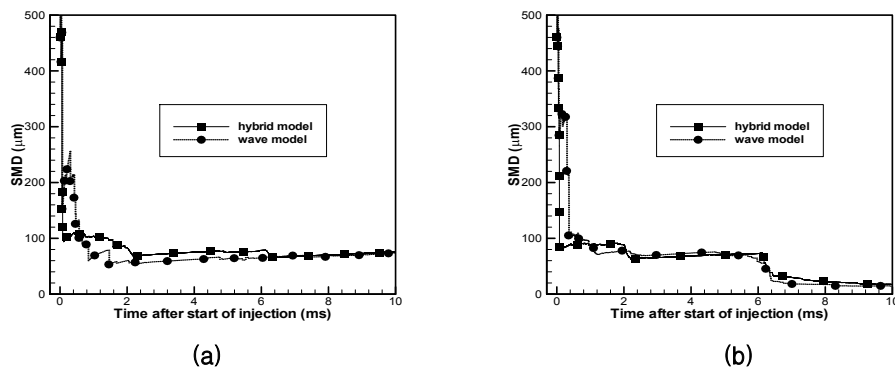 500
400
300
200
100
0
SMD (μm)
hybrid model
wave model
0 2 4 6 8 10
Time after start of injection (ms)
(a)
500
400
300
200
100
0
SMD (μm)
hybrid model
wave model
0 2 4 6 8 10
Time after start of injection (ms)
(b)